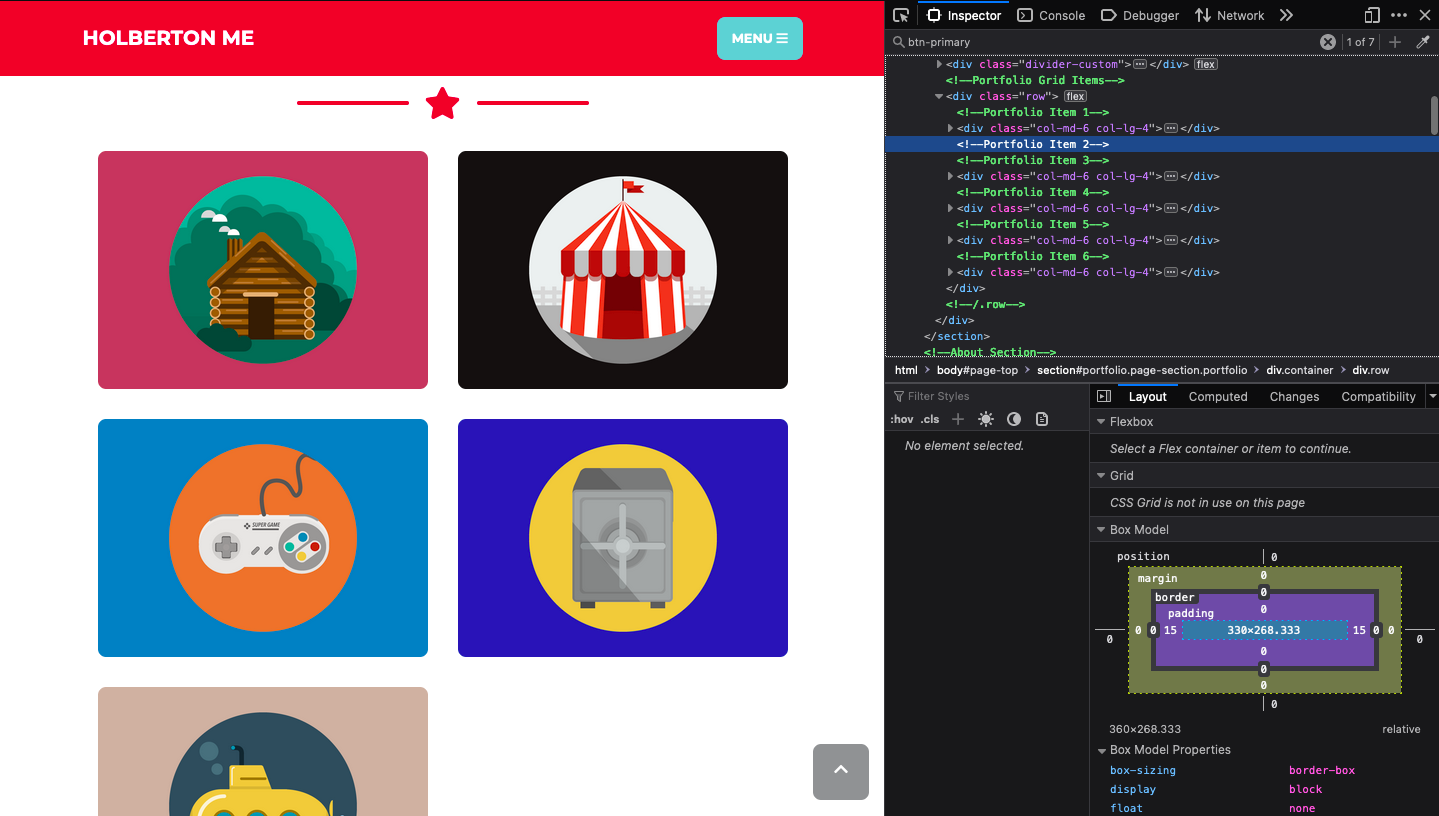 HOLBERTON ME
MENU
SUPER GAME
Inspector Console Debugger Network
btn-primary 1 of 7
<div class="divider-custom"> </div> flex
<!--Portfolio Grid Items-->
<div class="row"> flex
<!--Portfolio Item 1-->
<div class="col-md-6 col-lg-4"> </div>
<!--Portfolio Item 2-->
<!--Portfolio Item 3-->
<div class="col-md-6 col-lg-4"> </div>
<!--Portfolio Item 4-->
<div class="col-md-6 col-lg-4"> </div>
<!--Portfolio Item 5-->
<div class="col-md-6 col-lg-4"> </div>
<!--Portfolio Item 6-->
<div class="col-md-6 col-lg-4"> </div>
</div>
<!--/.row-->
</div>
</section>
<!--About Section-->
html body#page-top section#portfolio.page-section.portfolio div.container div.row
Filter Styles
:hov .cls
No element selected.
Layout Computed Changes Compatibility
Flexbox
Select a Flex container or item to continue.
Grid
CSS Grid is not in use on this page
Box Model
position 0
margin 0
border 0
padding 0
0 0 0 15 330×268.333 15 0 0 0
0
0
0
0
360×268.333 relative
Box Model Properties
box-sizing border-box
display block
float none